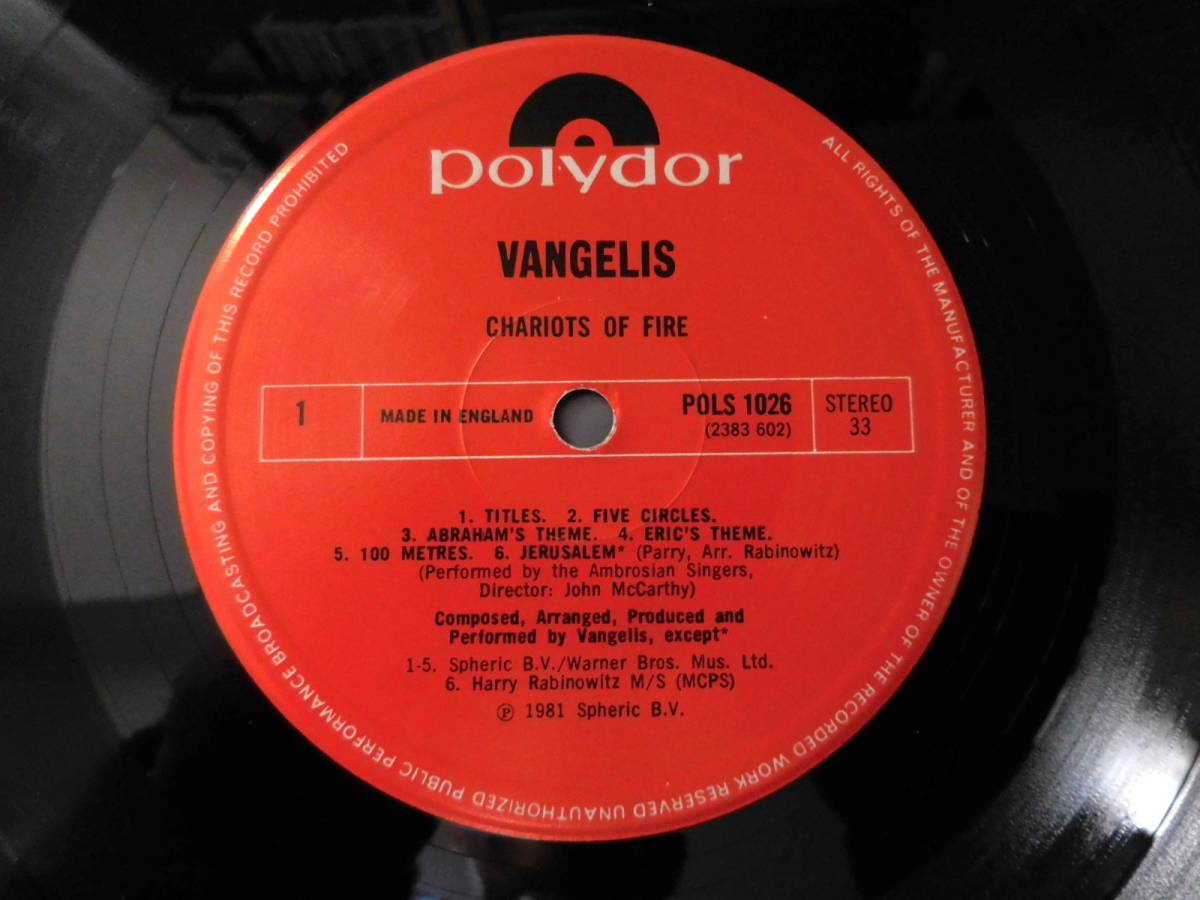 polydor
VANGELIS
CHARIOTS OF FIRE
1
MADE IN ENGLAND
POLS 1026
(2383 602)
STEREO
33
1. TITLES. 2. FIVE CIRCLES.
3. ABRAHAM'S THEME. 4. ERIC'S THEME.
5. 100 METRES. 6. JERUSALEM* (Parry, Arr. Rabinowitz)
(Performed by the Ambrosian Singers,
Director: John McCarthy)
Composed, Arranged, Produced and
Performed by Vangelis, except*
1-5. Spheric B.V./Warner Bros. Mus. Ltd.
6. Harry Rabinowitz M/S (MCPS)
℗ 1981 Spheric B.V.
ALL RIGHTS OF THE MANUFACTURER AND OF THE OWNER OF THE RECORDED WORK RESERVED UNAUTHORIZED PUBLIC PERFORMANCE BROADCASTING AND COPYING OF THIS RECORD PROHIBITED